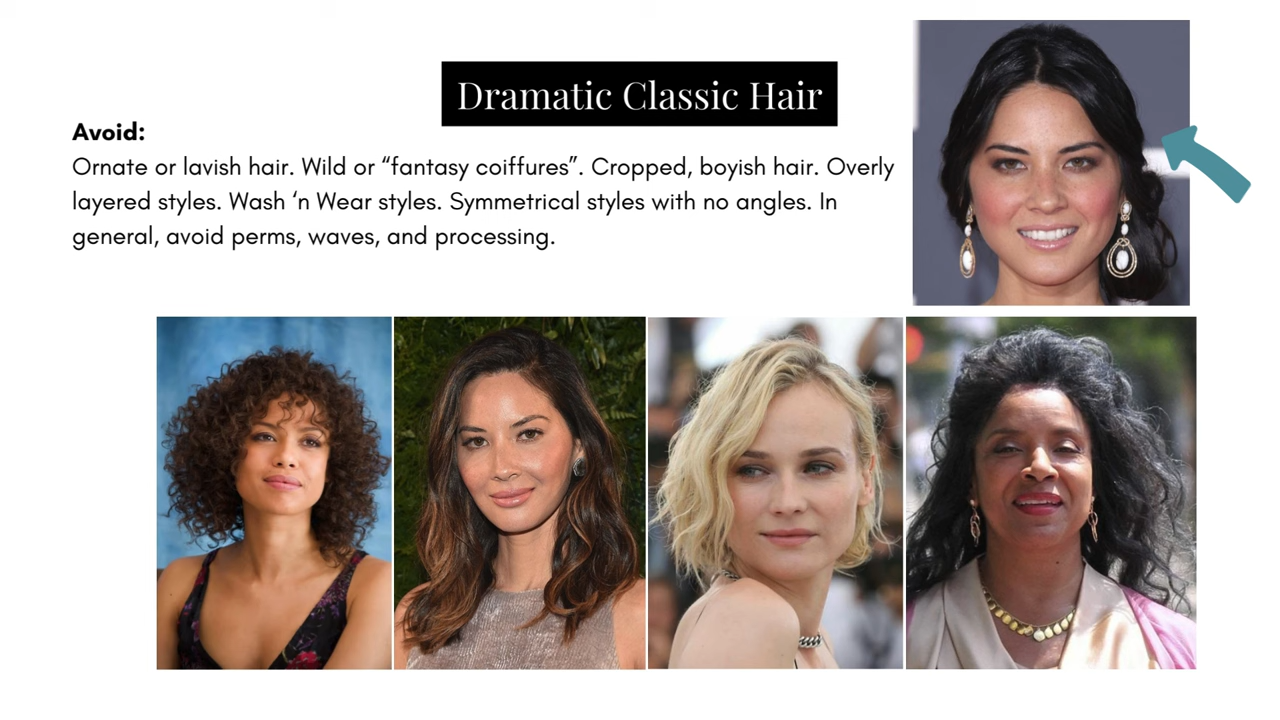 Dramatic Classic Hair
Avoid:
Ornate or lavish hair. Wild or “fantasy coiffures”. Cropped, boyish hair. Overly
layered styles. Wash ‘n Wear styles. Symmetrical styles with no angles. In
general, avoid perms, waves, and processing.